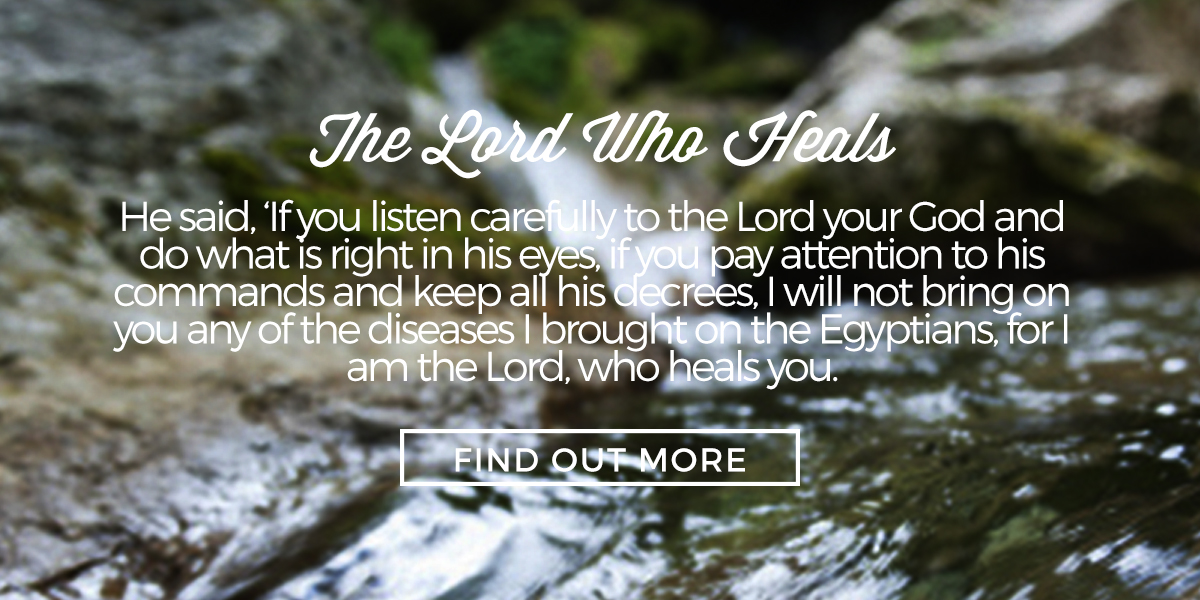 The Lord Who Heals
He said, ‘If you listen carefully to the Lord your God and
do what is right in his eyes, if you pay attention to his
commands and keep all his decrees, I will not bring on
you any of the diseases I brought on the Egyptians, for I
am the Lord, who heals you.
FIND OUT MORE